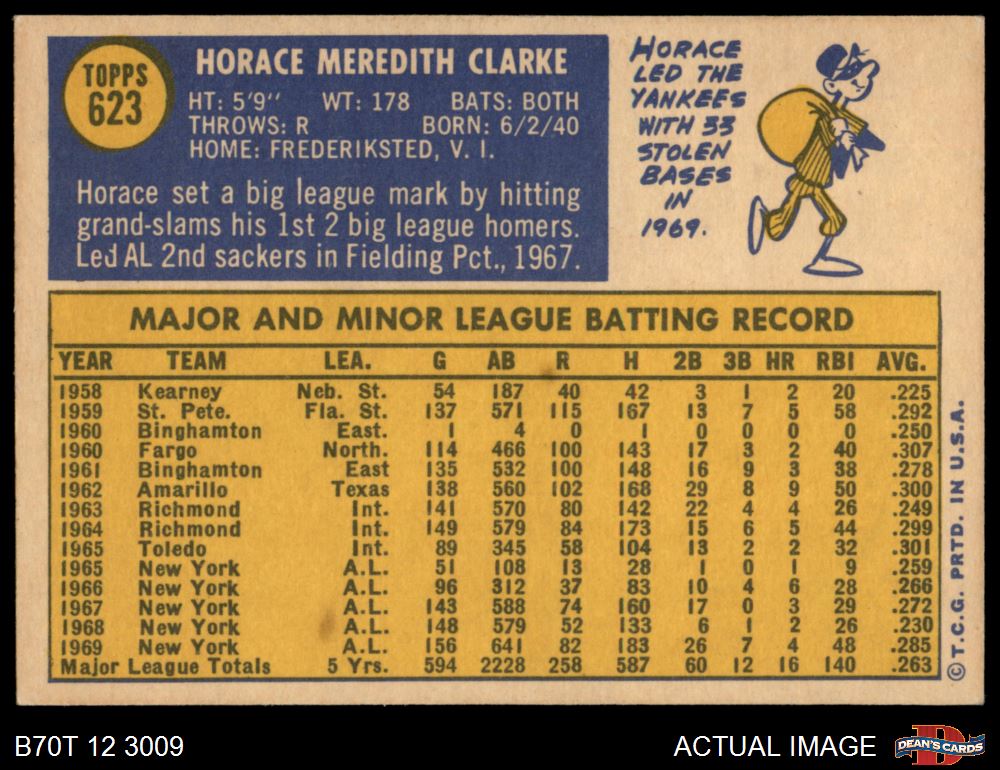 TOPPS
623
HORACE MEREDITH CLARKE
HT: 5'9" WT: 178 BATS: BOTH
THROWS: R BORN: 6/2/40
HOME: FREDERIKSTED, V. I.
Horace set a big league mark by hitting
grand-slams his 1st 2 big league homers.
Led AL 2nd sackers in Fielding Pct., 1967.
HORACE
LED THE
YANKEES
WITH 33
STOLEN
BASES
IN
1969.
MAJOR AND MINOR LEAGUE BATTING RECORD
YEAR TEAM LEA. G AB R H 2B 3B HR RBI AVG.
1958 Kearney Neb. St. 54 187 40 42 3 1 2 20 .225
1959 St. Pete. Fla. St. 137 571 115 167 13 7 5 58 .292
1960 Binghamton East. 1 4 0 1 0 0 0 0 .250
1960 Fargo North. 114 466 100 143 17 3 2 40 .307
1961 Binghamton East 135 532 100 148 16 9 3 38 .278
1962 Amarillo Texas 138 560 102 168 29 8 9 50 .300
1963 Richmond Int. 141 570 80 142 22 4 4 26 .249
1964 Richmond Int. 149 579 84 173 15 6 5 44 .299
1965 Toledo Int. 89 345 58 104 13 2 2 32 .301
1965 New York A.L. 51 108 13 28 1 0 1 9 .259
1966 New York A.L. 96 312 37 83 10 4 6 28 .266
1967 New York A.L. 143 588 74 160 17 0 3 29 .272
1968 New York A.L. 148 579 52 133 6 1 2 26 .230
1969 New York A.L. 156 641 82 183 26 7 4 48 .285
Major League Totals 5 Yrs. 594 2228 258 587 60 12 16 140 .263
© T.C.G. PRTD. IN U.S.A.
B70T 12 3009
ACTUAL IMAGE
D
DEAN'S CARDS